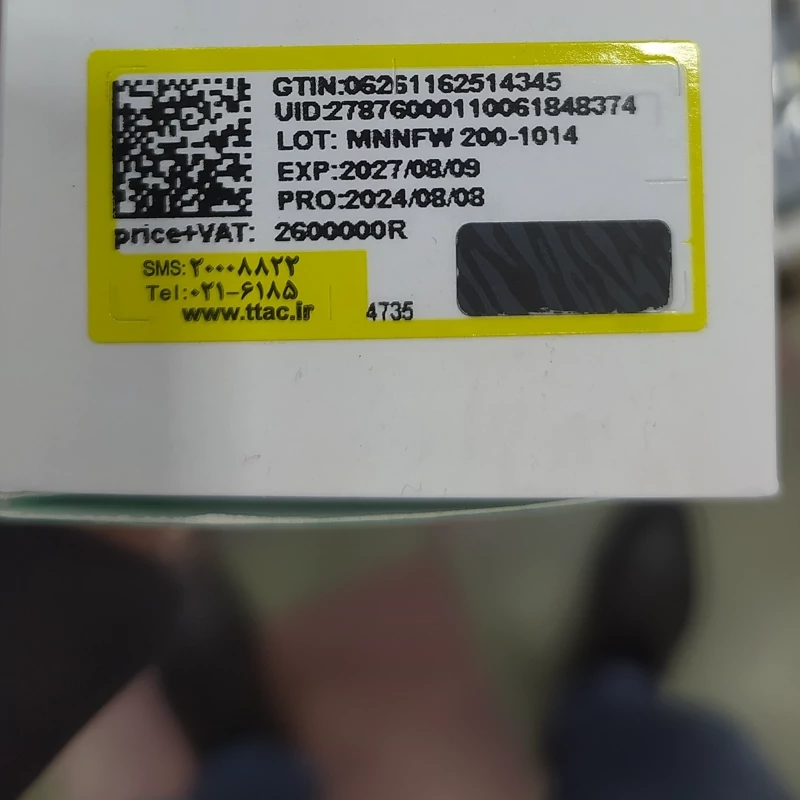 GTIN:06261162514345
UID:27876000110061848374
LOT: MNNFW 200-1014
EXP:2027/08/09
PRO:2024/08/08
price+VAT: 2600000R
SMS:۲۰۰۰۸۸۲۲
Tel:۰۲۱-۶۱۸۵
www.ttac.ir
4735